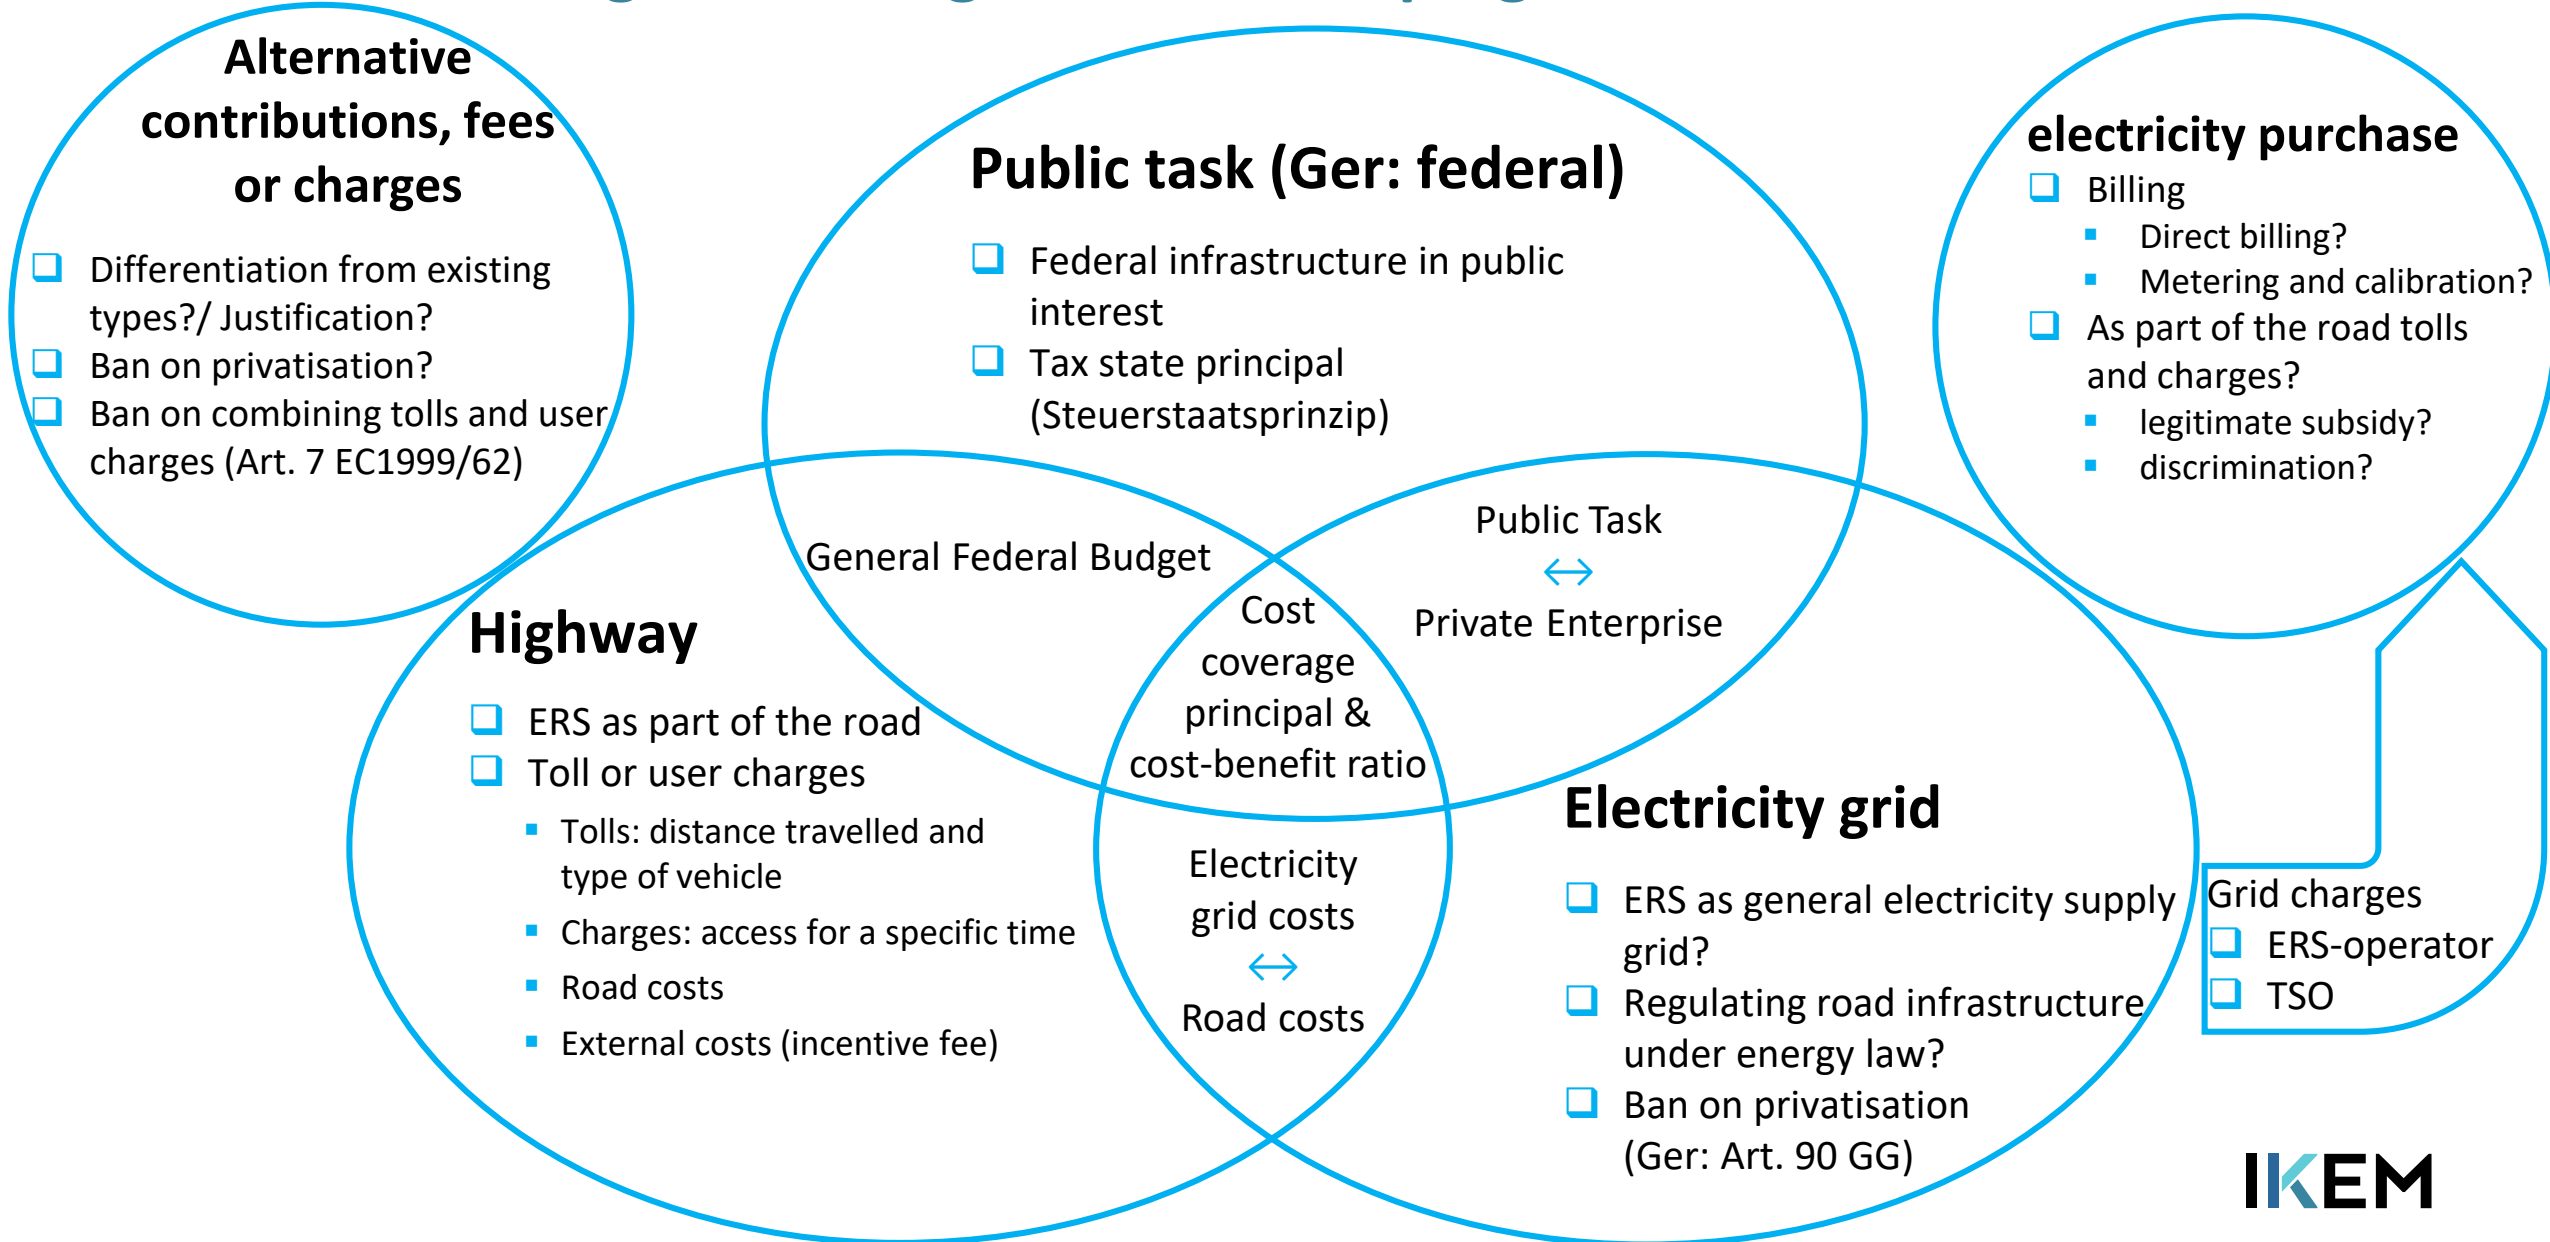 Alternative
contributions, fees
or charges
Differentiation from existing
types?/ Justification?
Ban on privatisation?
Ban on combining tolls and user
charges (Art. 7 EC1999/62)
Public task (Ger: federal)
Federal infrastructure in public
interest
Tax state principal
(Steuerstaatsprinzip)
electricity purchase
Billing
Direct billing?
Metering and calibration?
As part of the road tolls
and charges?
legitimate subsidy?
discrimination?
General Federal Budget
Public Task
↔
Private Enterprise
Cost
coverage
principal &
cost-benefit ratio
Highway
ERS as part of the road
Toll or user charges
Tolls: distance travelled and
type of vehicle
Charges: access for a specific time
Road costs
External costs (incentive fee)
Electricity
grid costs
↔
Road costs
Electricity grid
ERS as general electricity supply
grid?
Regulating road infrastructure
under energy law?
Ban on privatisation
(Ger: Art. 90 GG)
Grid charges
ERS-operator
TSO
IKEM